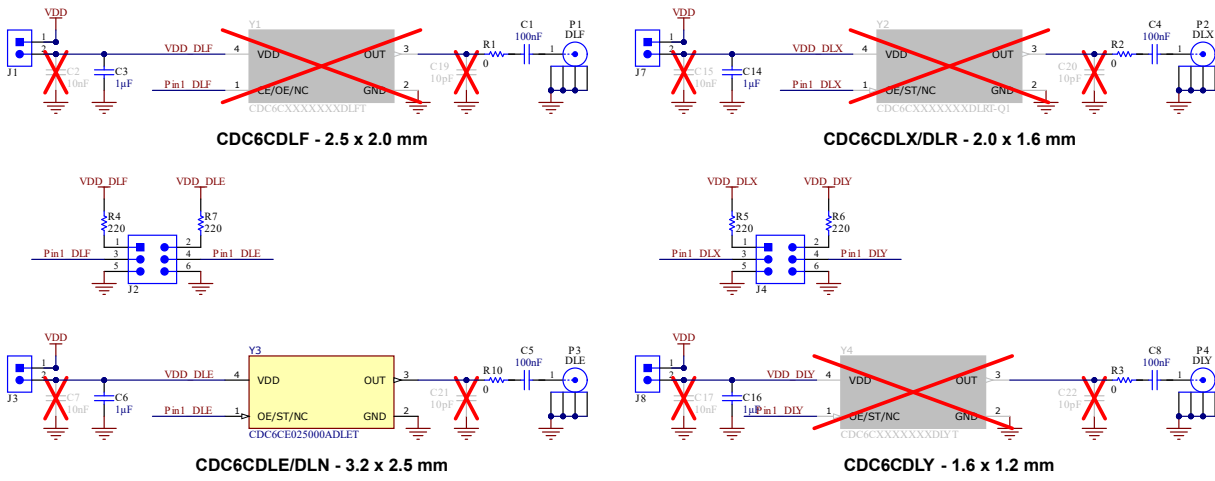 VDD
J1
1
2
C2
10nF
C3
1µF
VDD_DLF
Pin1_DLF
Y1
4
VDD
OUT
3
1
CE/OE/NC
GND
2
CDC6CXXXXXXXDLFT
C19
10pF
R1
0
C1
100nF
1
P1
DLF
CDC6CDLF - 2.5 x 2.0 mm
VDD
J7
1
2
C15
10nF
C14
1µF
VDD_DLX
Pin1_DLX
Y2
4
VDD
OUT
3
1
OE/ST/NC
GND
2
CDC6CXXXXXXXDLRT-Q1
C20
10pF
R2
0
C4
100nF
1
P2
DLX
CDC6CDLX/DLR - 2.0 x 1.6 mm
VDD_DLF
VDD_DLE
R4
220
R7
220
Pin1_DLF
1
2
3
4
5
6
Pin1_DLE
J2
VDD_DLX
VDD_DLY
R5
220
R6
220
Pin1_DLX
1
2
3
4
5
6
Pin1_DLY
J4
VDD
J3
1
2
C7
10nF
C6
1µF
VDD_DLE
Pin1_DLE
Y3
4
VDD
OUT
3
1
OE/ST/NC
GND
2
CDC6CE025000ADLET
C21
10pF
R10
0
C5
100nF
1
P3
DLE
CDC6CDLE/DLN - 3.2 x 2.5 mm
VDD
J8
1
2
C17
10nF
C16
1µF
VDD_DLY
Pin1_DLY
Y4
4
VDD
OUT
3
1
OE/ST/NC
GND
2
CDC6CXXXXXXXDLYT
C22
10pF
R3
0
C8
100nF
1
P4
DLY
CDC6CDLY - 1.6 x 1.2 mm